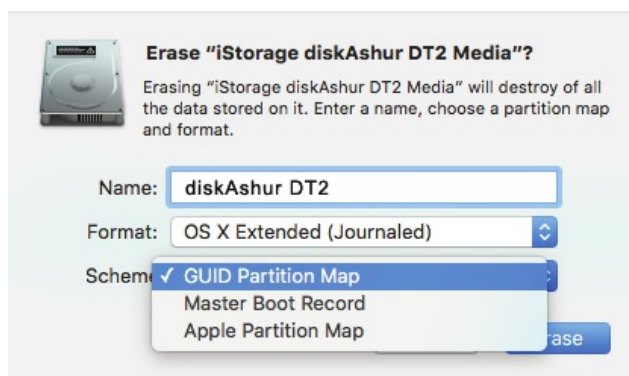 Erase “iStorage diskAshur DT2 Media”?
Erasing “iStorage diskAshur DT2 Media” will destroy of all
the data stored on it. Enter a name, choose a partition map
and format.
Name: diskAshur DT2
Format: OS X Extended (Journaled)
Scheme ✓ GUID Partition Map
Master Boot Record
Apple Partition Map